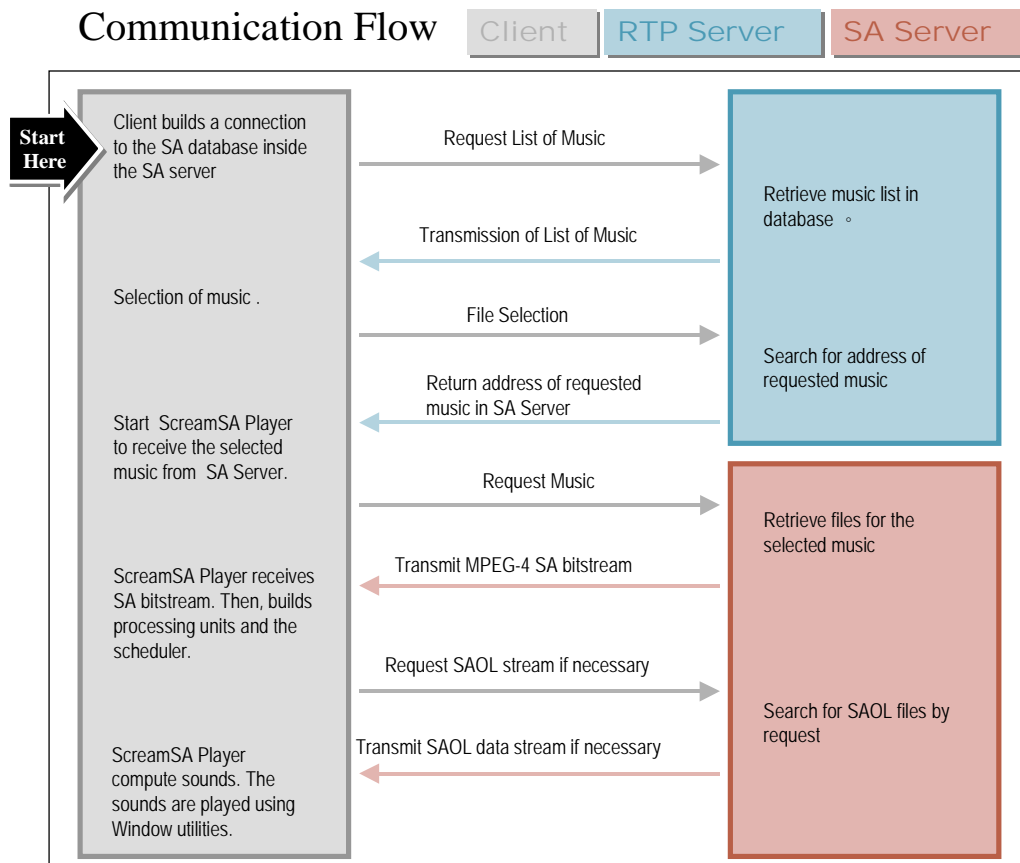 Communication Flow
Client
RTP Server
SA Server
Start
Here
Client builds a connection
to the SA database inside
the SA server
Request List of Music
Retrieve music list in
database 。
Transmission of List of Music
Selection of music .
File Selection
Search for address of
requested music
Return address of requested
music in SA Server
Start ScreamSA Player
to receive the selected
music from SA Server.
Request Music
Retrieve files for the
selected music
Transmit MPEG-4 SA bitstream
ScreamSA Player receives
SA bitstream. Then, builds
processing units and the
scheduler.
Request SAOL stream if necessary
Search for SAOL files by
request
Transmit SAOL data stream if necessary
ScreamSA Player
compute sounds. The
sounds are played using
Window utilities.